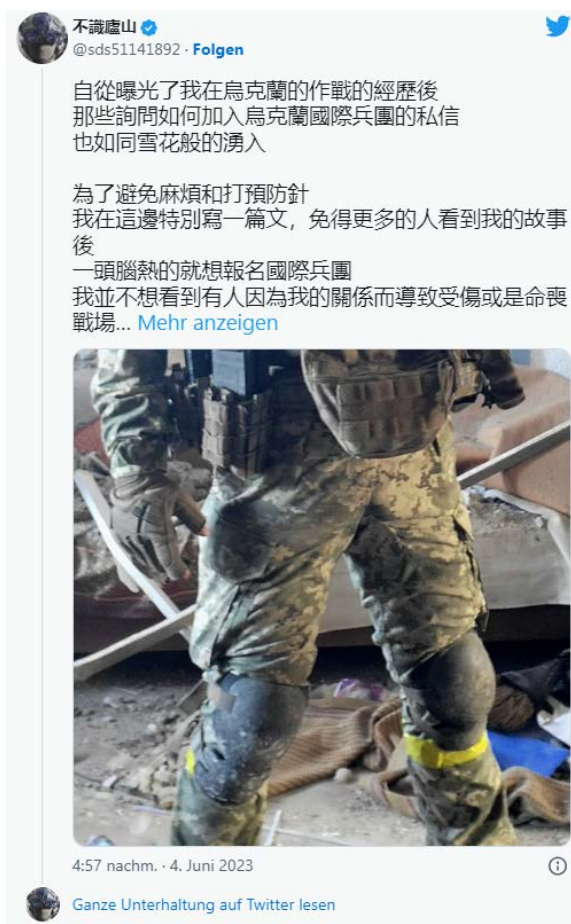 不識廬山
@sds51141892 · Folgen
自從曝光了我在烏克蘭的作戰的經歷後
那些詢問如何加入烏克蘭國際兵團的私信
也如同雪花般的湧入
為了避免麻煩和打預防針
我在這邊特別寫一篇文，免得更多的人看到我的故事
後
一頭腦熱的就想報名國際兵團
我並不想看到有人因為我的關係而導致受傷或是命喪
戰場... Mehr anzeigen
4:57 nachm. · 4. Juni 2023
Ganze Unterhaltung auf Twitter lesen